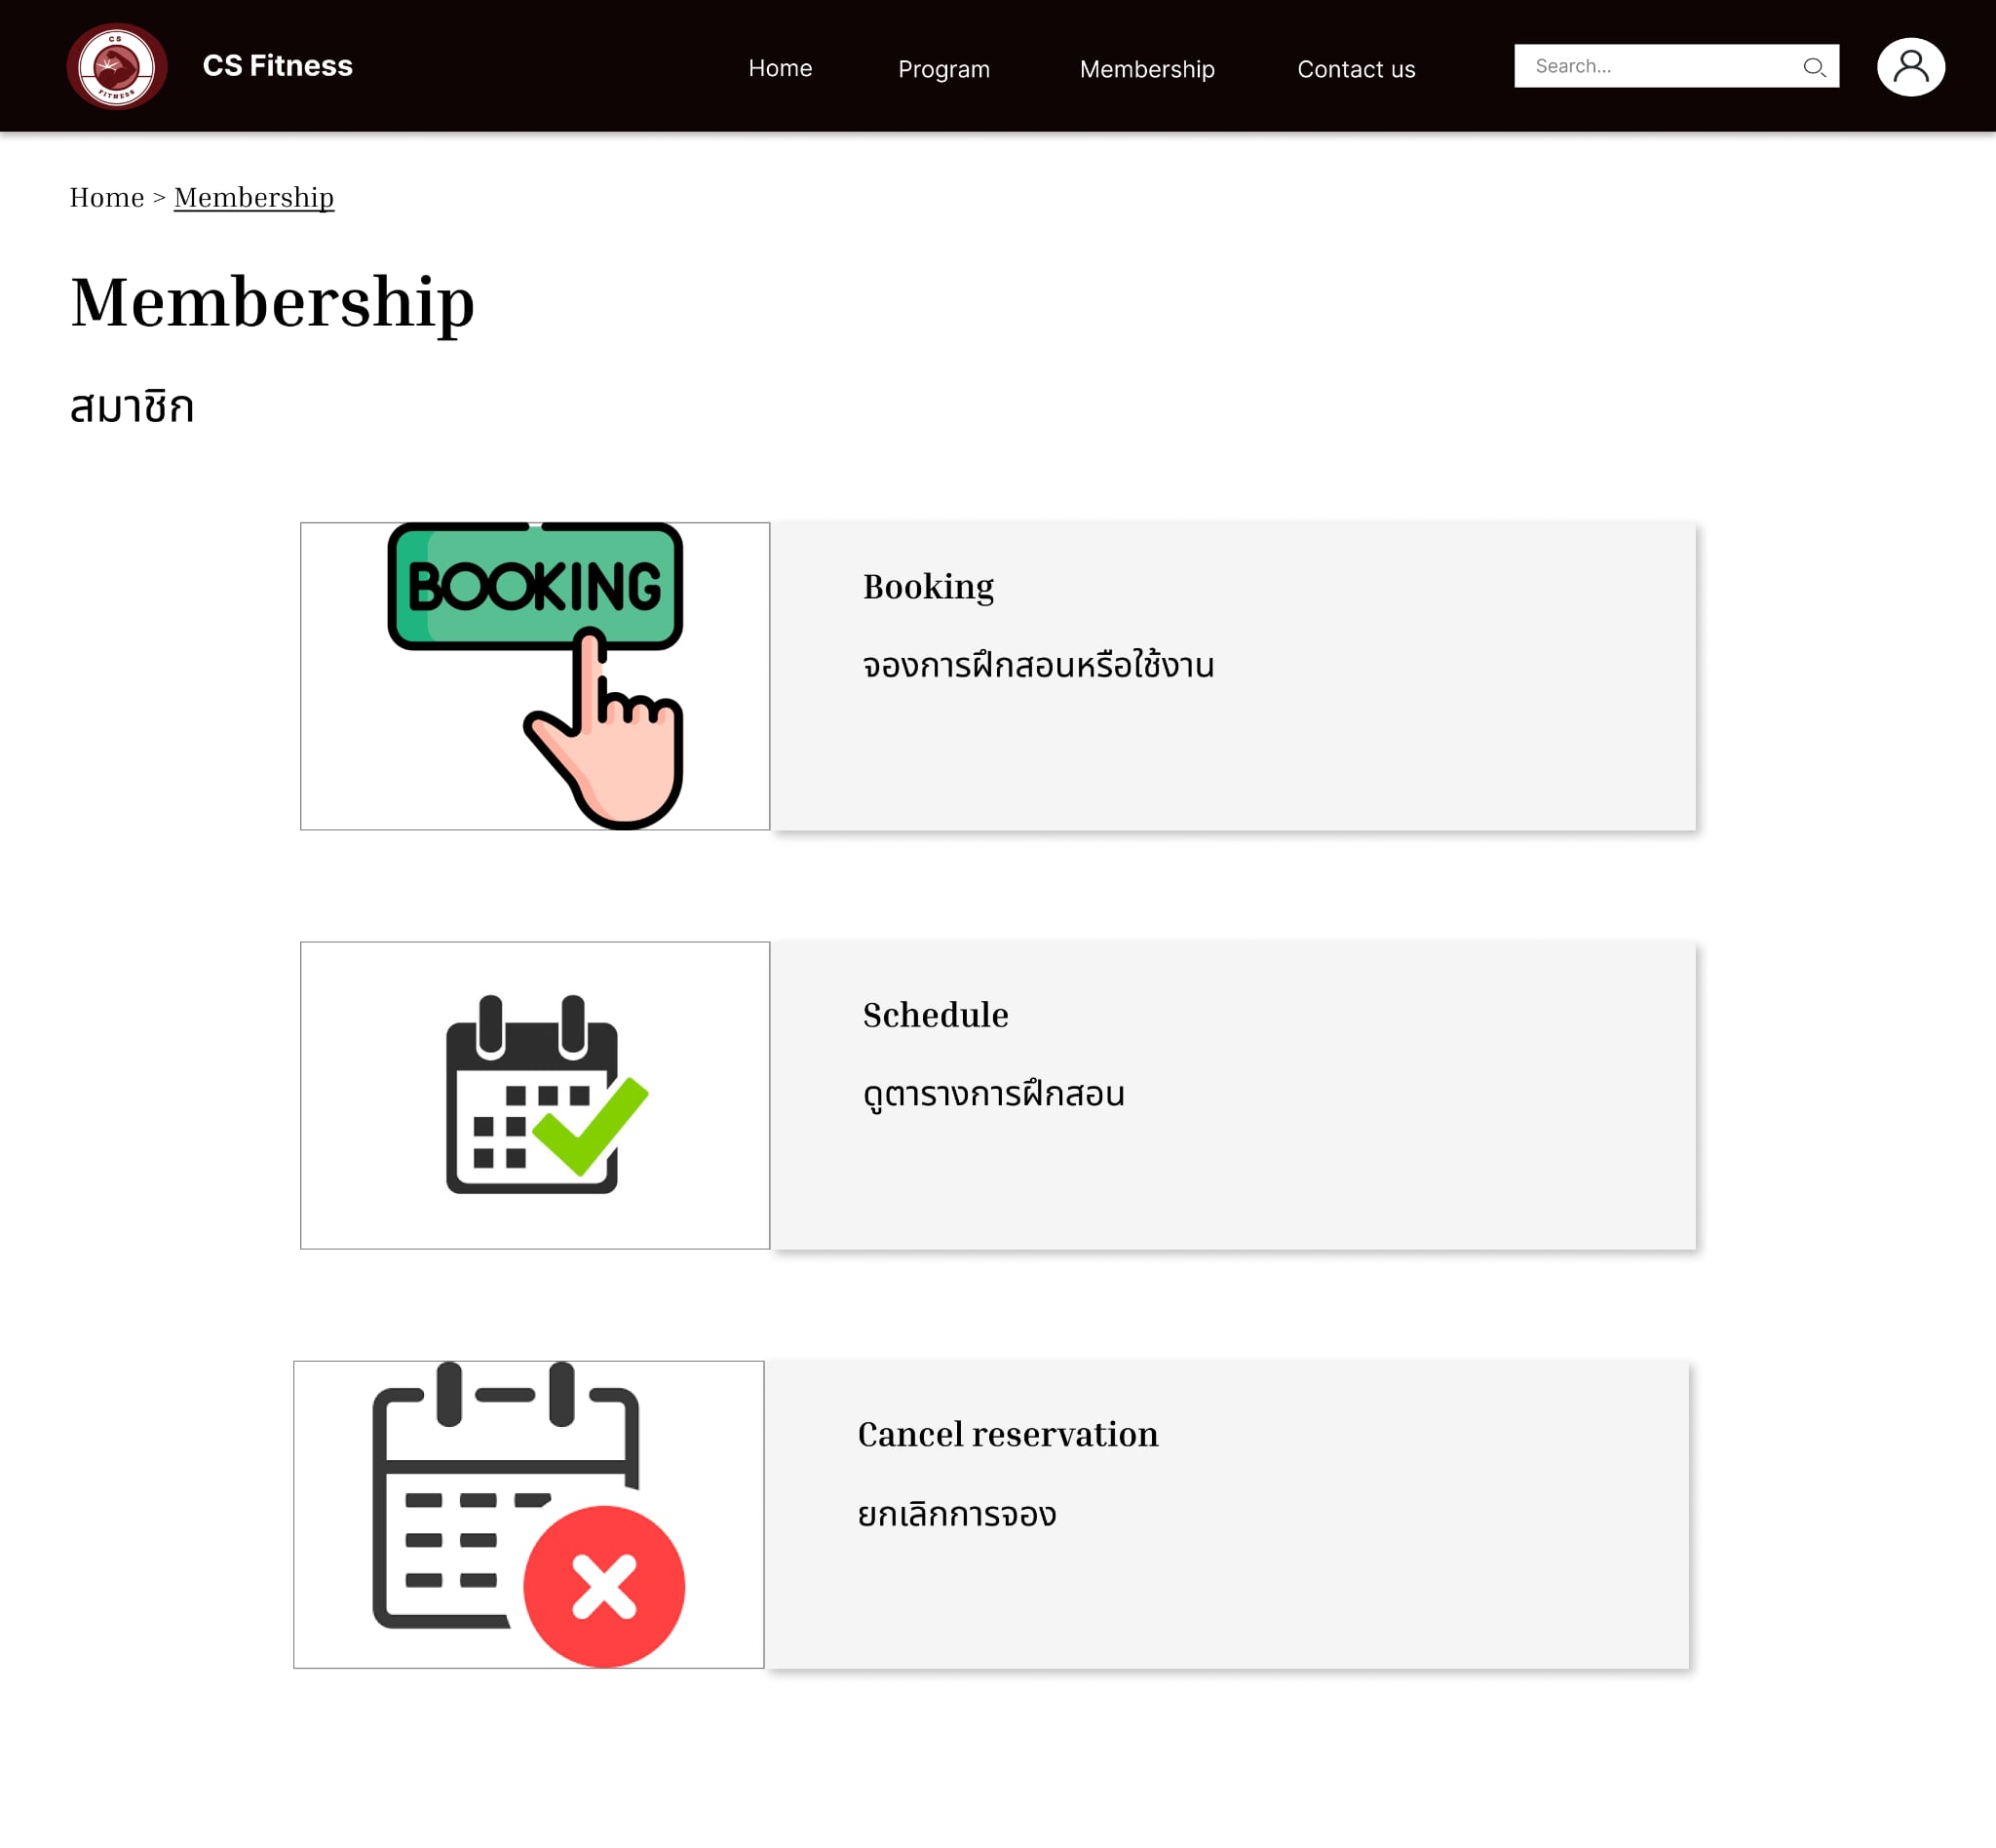 CS
FITNESS
CS Fitness
Home
Program
Membership
Contact us
Search...
Home > Membership
Membership
สมาชิก
BOOKING
Booking
จองการฝึกสอนหรือใช้งาน
Schedule
ดูตารางการฝึกสอน
Cancel reservation
ยกเลิกการจอง